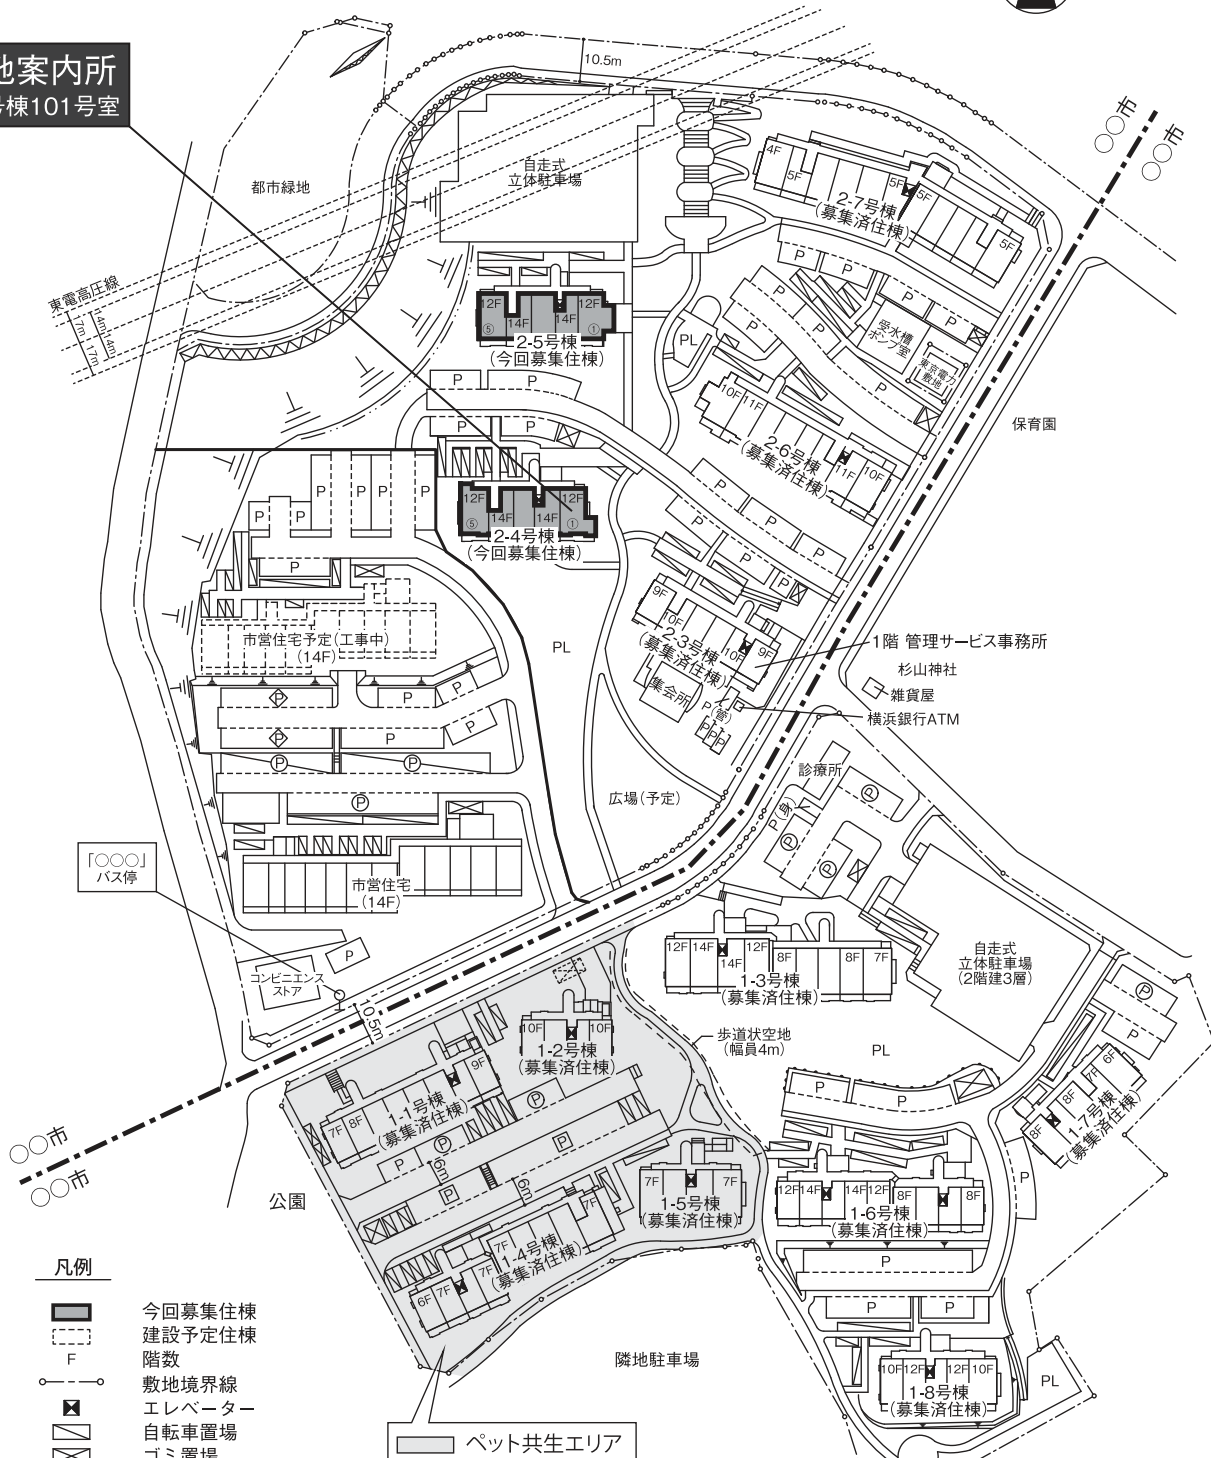 地案内所
号棟101号室
10.5m
○○市
○○市
都市緑地
自走式
立体駐車場
4F
5F
5F
5F
5F
2-7号棟
(募集済住棟)
東電高圧線
14m
14m
17m
17m
P
P
P
P
12F
14F
14F
12F
⑤
①
2-5号棟
(今回募集住棟)
PL
P
P
P
受水槽
ポンプ室
東京電力
敷地
P
P
P
P
10F
11F
11F
10F
2-6号棟
(募集済住棟)
保育園
P
P
P
P
P
P
P
12F
14F
14F
12F
⑤
①
2-4号棟
(今回募集住棟)
P
P
P
P
P
P
P
P
市営住宅予定(工事中)
(14F)
PL
9F
10F
10F
9F
2-3号棟
(募集済住棟)
1階 管理サービス事務所
杉山神社
雑貨屋
横浜銀行ATM
集会所
P(管)
P
P
P
P
P
P
P
P
P
P
P
P
広場(予定)
診療所
P(身)
P
P
P
「○○○」
バス停
市営住宅
(14F)
P
コンビニエンス
ストア
10.5m
12F
14F
14F
12F
8F
8F
7F
1-3号棟
(募集済住棟)
自走式
立体駐車場
(2階建3層)
P
P
歩道状空地
(幅員4m)
PL
10F
10F
1-2号棟
(募集済住棟)
7F
8F
9F
1-1号棟
(募集済住棟)
P
P
P
P
P
6m
6m
P
P
6F
7F
8F
8F
1-7号棟
(募集済住棟)
P
○○市
○○市
公園
7F
7F
1-5号棟
(募集済住棟)
12F
14F
14F
12F
8F
8F
1-6号棟
(募集済住棟)
6F
7F
7F
7F
7F
1-4号棟
(募集済住棟)
P
P
P
隣地駐車場
10F
12F
12F
10F
1-8号棟
(募集済住棟)
PL
凡例
今回募集住棟
建設予定住棟
F
階数
敷地境界線
エレベーター
自転車置場
ゴミ置場
ペット共生エリア